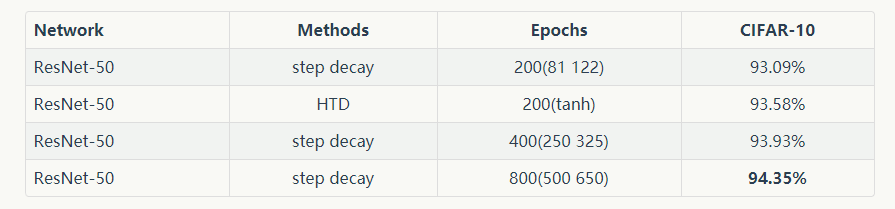 Network Methods Epochs CIFAR-10
ResNet-50 step decay 200(81 122) 93.09%
ResNet-50 HTD 200(tanh) 93.58%
ResNet-50 step decay 400(250 325) 93.93%
ResNet-50 step decay 800(500 650) 94.35%